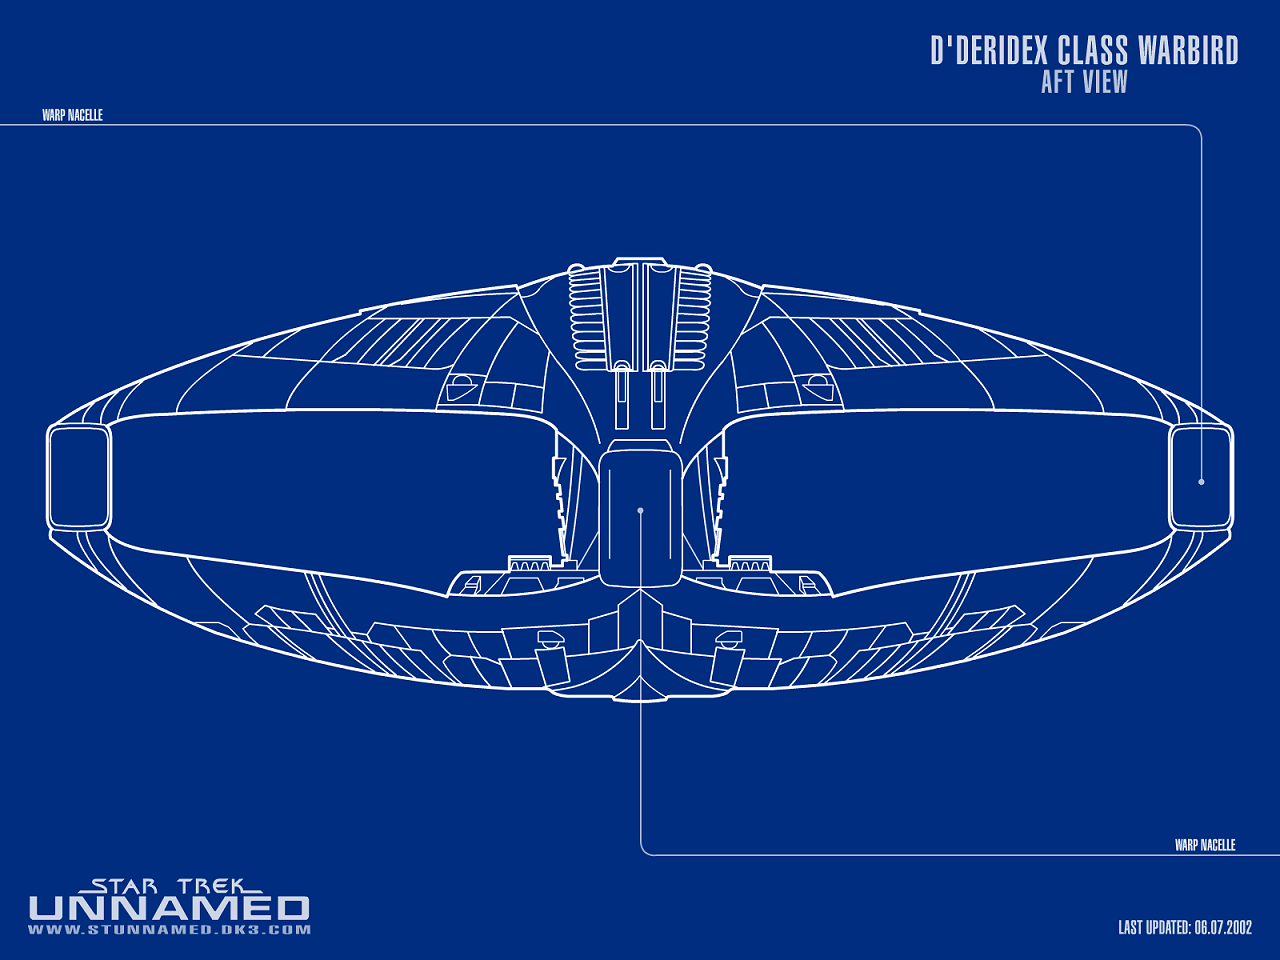 D'DERIDEX CLASS WARBIRD
AFT VIEW
WARP NACELLE
WARP NACELLE
STAR TREK
UNNAMED
WWW.STUNNAMED.DK3.COM
LAST UPDATED: 06.07.2002